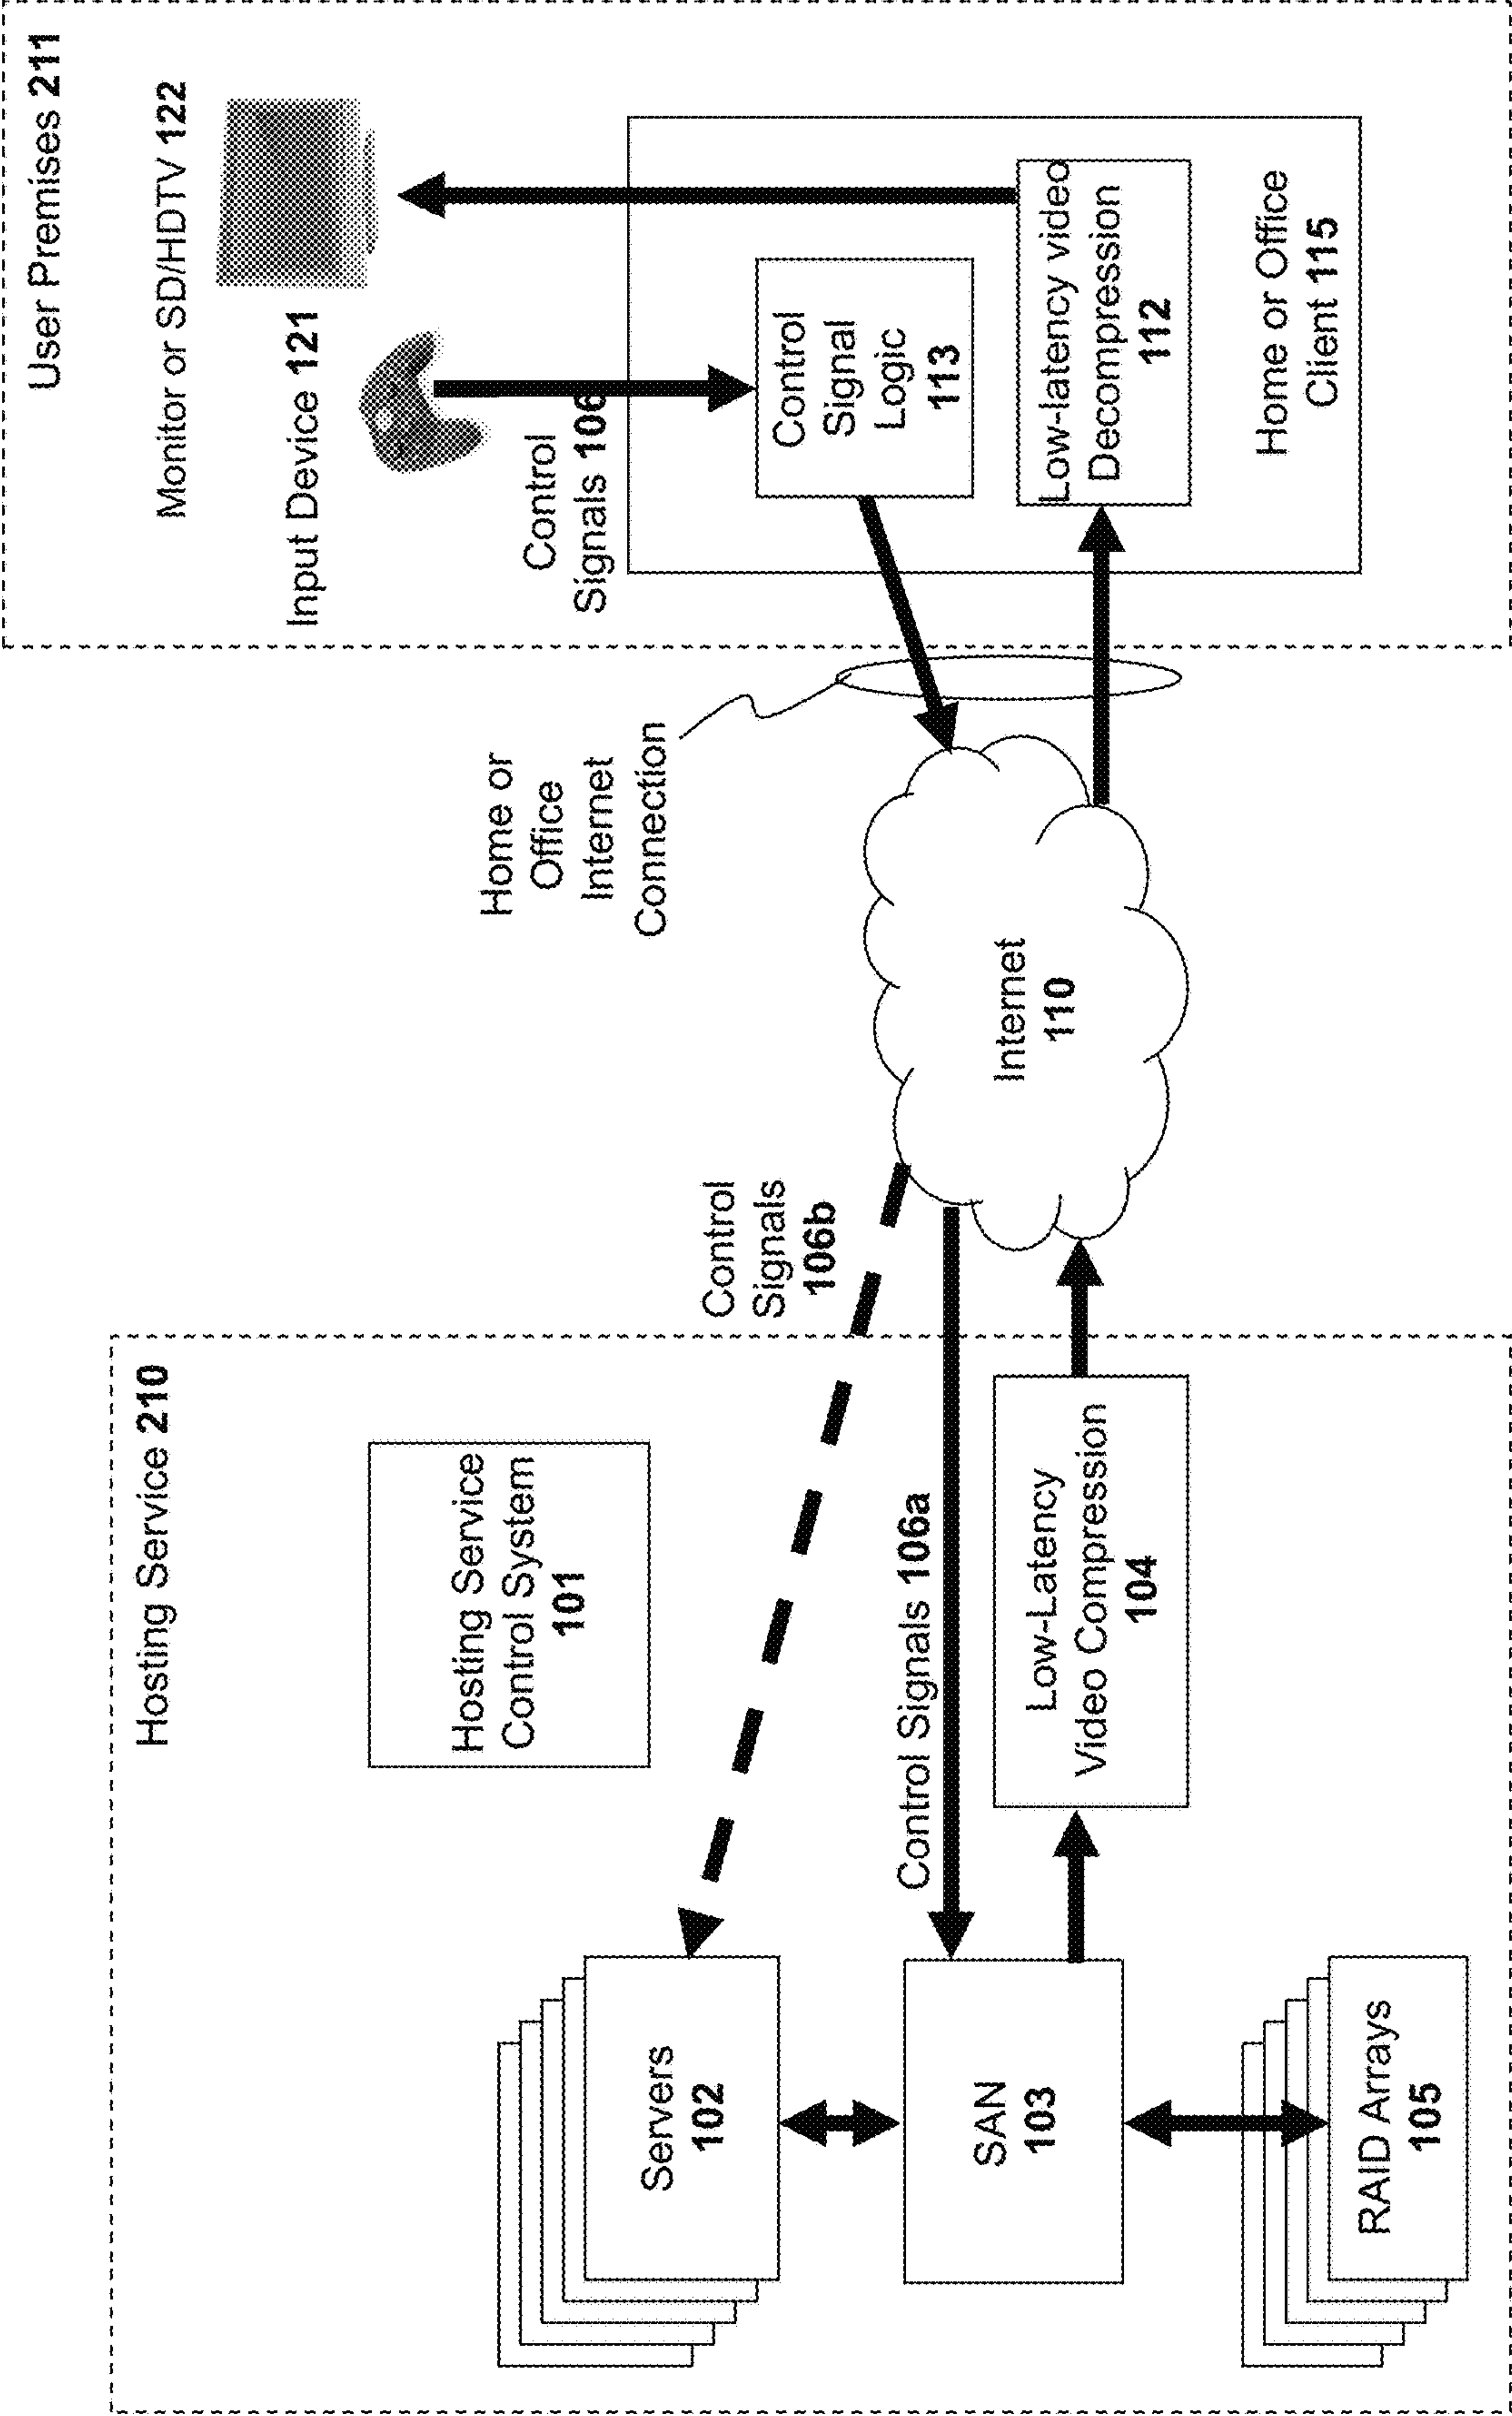 Hosting Service 210
Hosting Service
Control System
101
Servers
102
Control Signals 106a
SAN
103
Low-Latency
Video Compression
104
RAID Arrays
105
Control
Signals
106b
Internet
110
Home or
Office
Internet
Connection
User Premises 211
Monitor or SD/HDTV 122
Input Device 121
Control
Signals 106
Control
Signal
Logic
113
Low-latency video
Decompression
112
Home or Office
Client 115